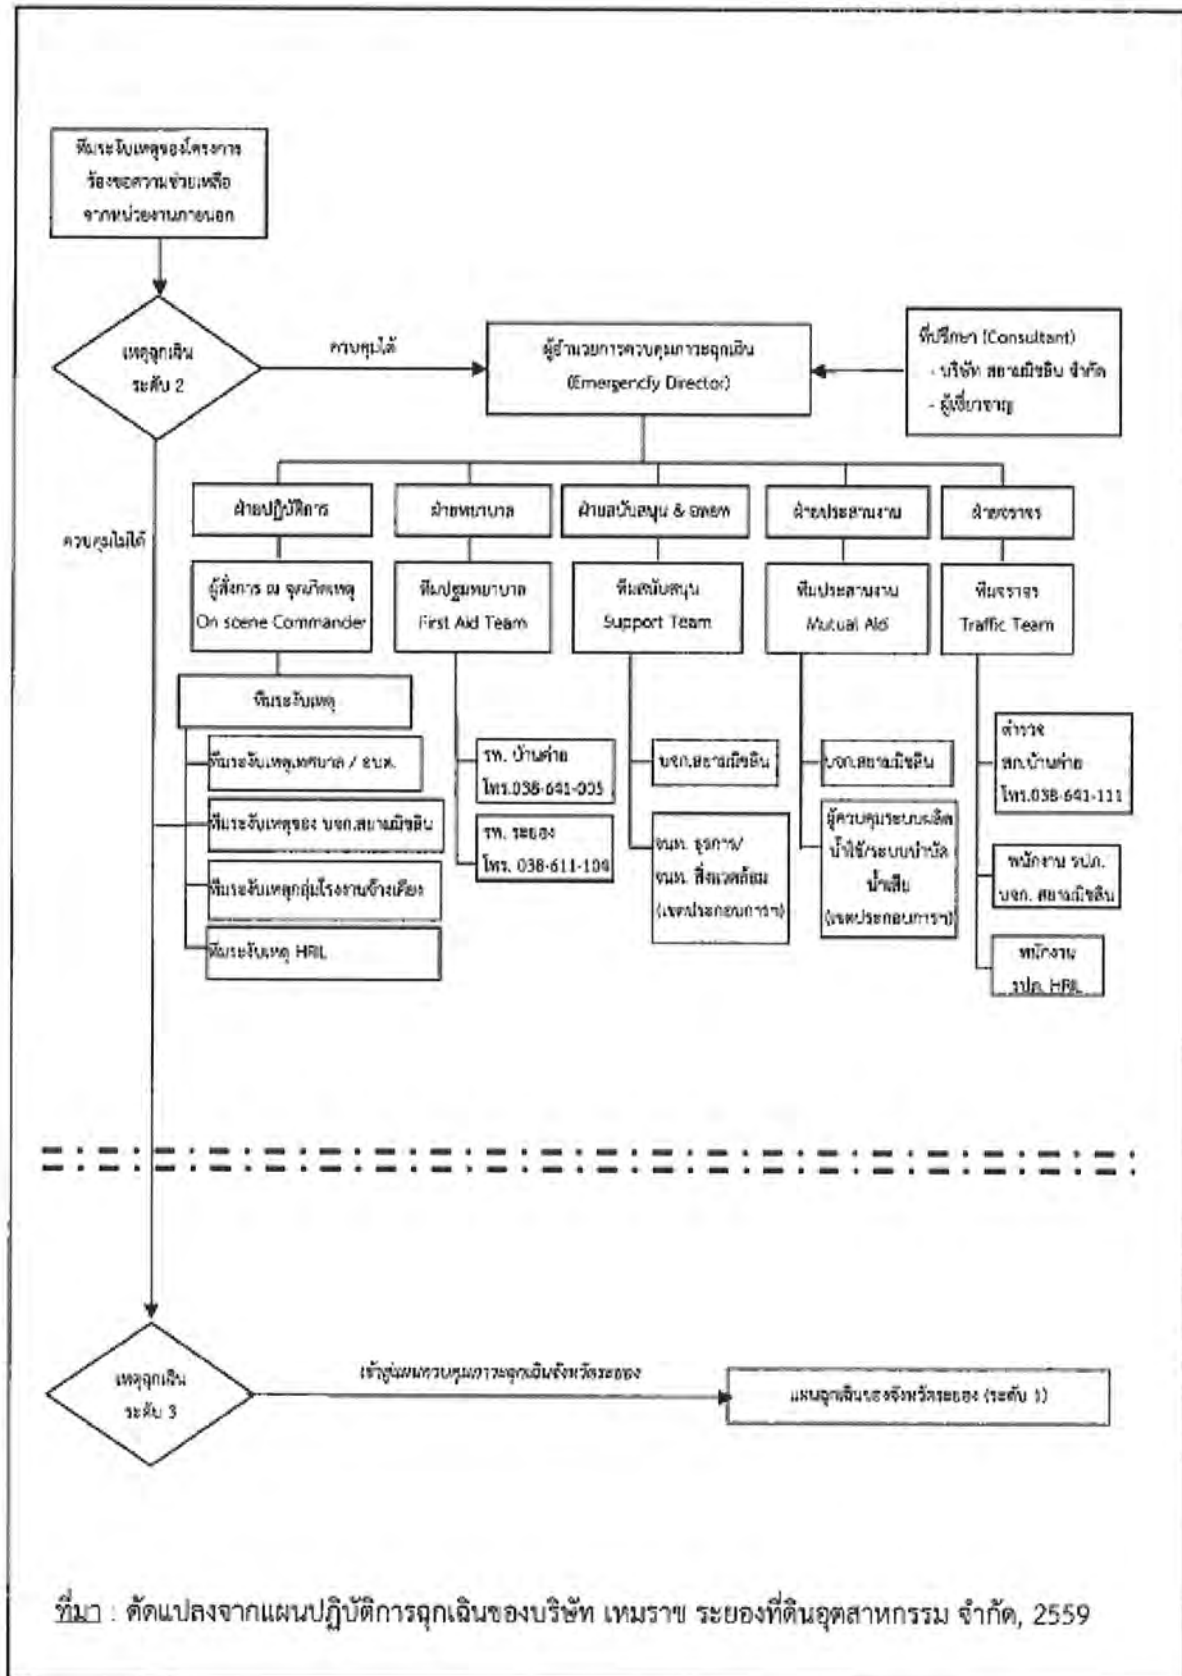 ทีมระงับเหตุของโครงการ
ร้องขอความช่วยเหลือ
จากหน่วยงานภายนอก
เหตุฉุกเฉิน
ระดับ 2
ควบคุมได้
ผู้อำนวยการควบคุมภาวะฉุกเฉิน
(Emergencly Director)
ที่ปรึกษา (Consultant)
- บริษัท สยามมิชลิน จำกัด
- ผู้เชี่ยวชาญ
ควบคุมไม่ได้
ฝ่ายปฏิบัติการ
ฝ่ายพยาบาล
ฝ่ายสนับสนุน & อพยพ
ฝ่ายประสานงาน
ฝ่ายจราจร
ผู้สั่งการ ณ จุดเกิดเหตุ
On scene Commander
ทีมปฐมพยาบาล
First Aid Team
ทีมสนับสนุน
Support Team
ทีมประสานงาน
Mutual Aid
ทีมจราจร
Traffic Team
ทีมระงับเหตุ
ทีมระงับเหตุเทศบาล / อบต.
ทีมระงับเหตุของ บจก.สยามมิชลิน
ทีมระงับเหตุกลุ่มโรงงานข้างเคียง
ทีมระงับเหตุ HRIL
รพ. บ้านค่าย
โทร.038-641-005
รพ. ระยอง
โทร. 038-611-104
บจก.สยามมิชลิน
จนท. ธุรการ/
จนท. สิ่งแวดล้อม
(เขตประกอบการฯ)
บจก.สยามมิชลิน
ผู้ควบคุมระบบผลิต
น้ำใช้/ระบบบำบัด
น้ำเสีย
(เขตประกอบการฯ)
ตำรวจ
สภ.บ้านค่าย
โทร.038-641-111
พนักงาน รปภ.
บจก. สยามมิชลิน
พนักงาน
รปภ. HRIL
เหตุฉุกเฉิน
ระดับ 3
เข้าสู่แผนควบคุมภาวะฉุกเฉินจังหวัดระยอง
แผนฉุกเฉินของจังหวัดระยอง (ระดับ 1)
ที่มา : ดัดแปลงจากแผนปฏิบัติการฉุกเฉินของบริษัท เหมราช ระยองที่ดินอุตสาหกรรม จำกัด, 2559